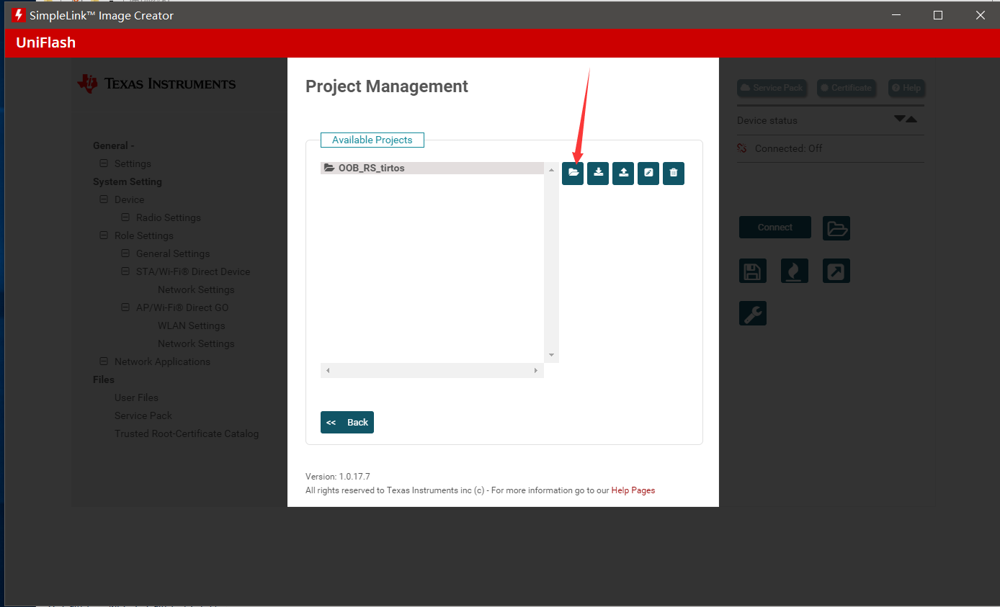 SimpleLink™ Image Creator
UniFlash
TEXAS INSTRUMENTS
General -
Settings
System Setting
Device
Radio Settings
Role Settings
General Settings
STA/Wi-Fi® Direct Device
Network Settings
AP/Wi-Fi® Direct GO
WLAN Settings
Network Settings
Network Applications
Files
User Files
Service Pack
Trusted Root-Certificate Catalog
Project Management
Available Projects
OOB_RS_tirtos
<< Back
Version: 1.0.17.7
All rights reserved to Texas Instruments inc (c) - For more information go to our Help Pages
Service Pack
Certificate
Help
Device status
Connected: Off
Connect